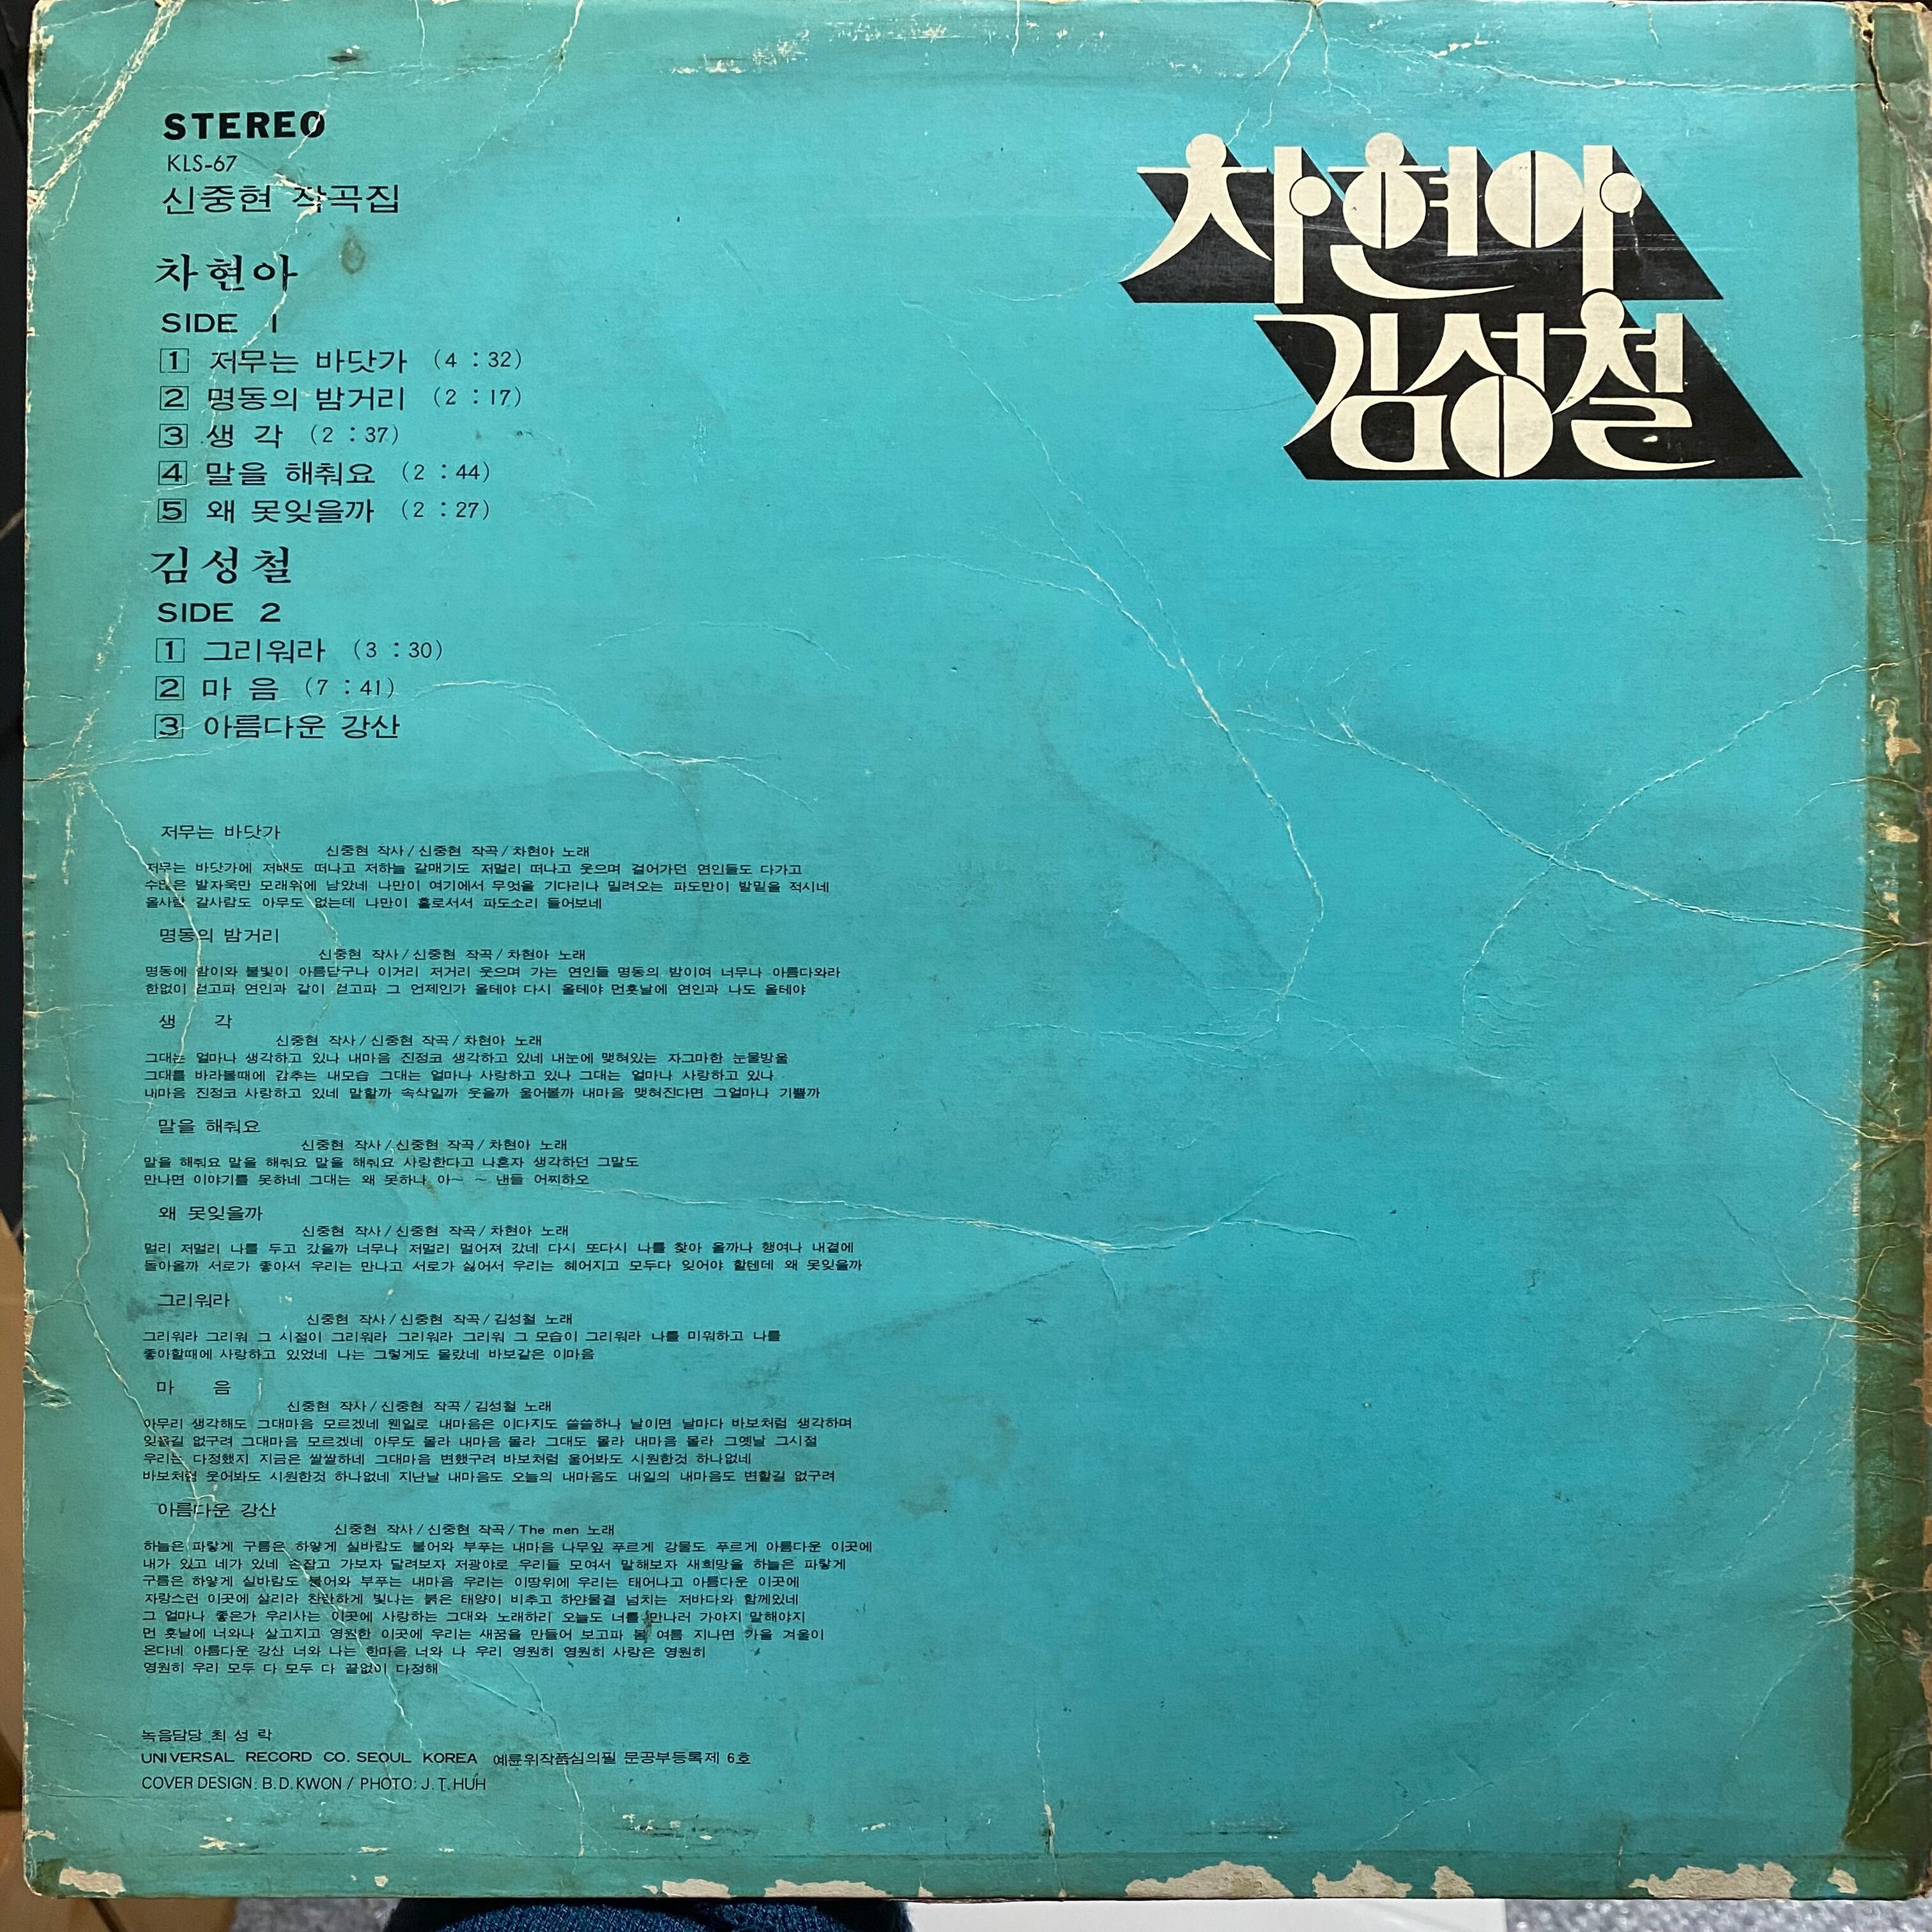 STEREO
KLS-67
신중현 작곡집
차현아
김성철
차현아
SIDE 1
1 저무는 바닷가 (4 : 32)
2 명동의 밤거리 (2 : 17)
3 생 각 (2 : 37)
4 말을 해줘요 (2 : 44)
5 왜 못잊을까 (2 : 27)
김성철
SIDE 2
1 그리워라 (3 : 30)
2 마 음 (7 : 41)
3 아름다운 강산
저무는 바닷가
신중현 작사/신중현 작곡/차현아 노래
저무는 바닷가에 저배도 떠나고 저하늘 갈매기도 저멀리 떠나고 웃으며 걸어가던 연인들도 다가고
수많은 발자욱만 모래위에 남았네 나만이 여기에서 무엇을 기다리나 밀려오는 파도만이 발밑을 적시네
올사람 갈사람도 아무도 없는데 나만이 홀로서서 파도소리 들어보네
명동의 밤거리
신중현 작사/신중현 작곡/차현아 노래
명동에 밤이와 불빛이 아름답구나 이거리 저거리 웃으며 가는 연인들 명동의 밤이여 너무나 아름다와라
한없이 걷고파 연인과 같이 걷고파 그 언제인가 올테야 다시 올테야 먼훗날에 연인과 나도 올테야
생 각
신중현 작사/신중현 작곡/차현아 노래
그대는 얼마나 생각하고 있나 내마음 진정코 생각하고 있네 내눈에 맺혀있는 자그마한 눈물방울
그대를 바라볼때에 감추는 내모습 그대는 얼마나 사랑하고 있나 그대는 얼마나 사랑하고 있나
내마음 진정코 사랑하고 있네 말할까 속삭일까 웃을까 울어볼까 내마음 맺혀진다면 그얼마나 기쁠까
말을 해줘요
신중현 작사/신중현 작곡/차현아 노래
말을 해줘요 말을 해줘요 말을 해줘요 사랑한다고 나혼자 생각하던 그말도
만나면 이야기를 못하네 그대는 왜 못하나 아~ ~ 낸들 어찌하오
왜 못잊을까
신중현 작사/신중현 작곡/차현아 노래
멀리 저멀리 나를 두고 갔을까 너무나 저멀리 멀어져 갔네 다시 또다시 나를 찾아 올까나 행여나 내곁에
돌아올까 서로가 좋아서 우리는 만나고 서로가 싫어서 우리는 헤어지고 모두다 잊어야 할텐데 왜 못잊을까
그리워라
신중현 작사/신중현 작곡/김성철 노래
그리워라 그리워 그 시절이 그리워라 그리워라 그리워 그 모습이 그리워라 나를 미워하고 나를
좋아할때에 사랑하고 있었네 나는 그렇게도 몰랐네 바보같은 이마음
마 음
신중현 작사/신중현 작곡/김성철 노래
아무리 생각해도 그대마음 모르겠네 웬일로 내마음은 이다지도 쓸쓸하나 날이면 날마다 바보처럼 생각하며
잊을길 없구려 그대마음 모르겠네 아무도 몰라 내마음 몰라 그대도 몰라 내마음 몰라 그옛날 그시절
우리는 다정했지 지금은 쌀쌀하네 그대마음 변했구려 바보처럼 울어봐도 시원한것 하나없네
바보처럼 웃어봐도 시원한것 하나없네 지난날 내마음도 오늘의 내마음도 내일의 내마음도 변할길 없구려
아름다운 강산
신중현 작사/신중현 작곡/The men 노래
하늘은 파랗게 구름은 하얗게 실바람도 불어와 부푸는 내마음 나무잎 푸르게 강물도 푸르게 아름다운 이곳에
내가 있고 네가 있네 손잡고 가보자 달려보자 저광야로 우리들 모여서 말해보자 새희망을 하늘은 파랗게
구름은 하얗게 실바람도 불어와 부푸는 내마음 우리는 이땅위에 우리는 태어나고 아름다운 이곳에
자랑스런 이곳에 살리라 찬란하게 빛나는 붉은 태양이 비추고 하얀물결 넘치는 저바다와 함께있네
그 얼마나 좋은가 우리사는 이곳에 사랑하는 그대와 노래하리 오늘도 너를 만나러 가야지 말해야지
먼 훗날에 너와나 살고지고 영원한 이곳에 우리는 새꿈을 만들어 보고파 봄 여름 지나면 가을 겨울이
온다네 아름다운 강산 너와 나는 한마음 너와 나 우리 영원히 영원히 사랑은 영원히
영원히 우리 모두 다 모두 다 끝없이 다정해
녹음담당 최 성 락
UNIVERSAL RECORD CO. SEOUL KOREA 예륜위작품심의필 문공부등록제 6호
COVER DESIGN: B.D.KWON / PHOTO: J.T.HUH